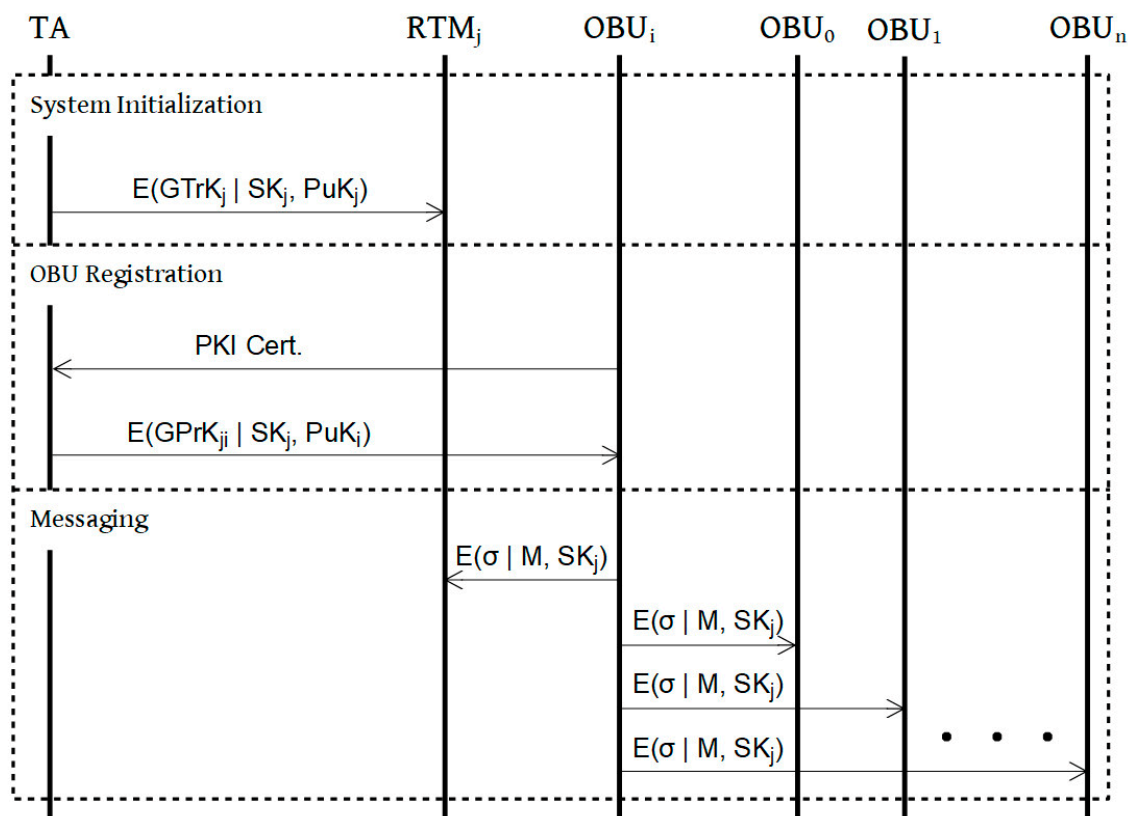 TA RTMⱼ OBUᵢ OBU₀ OBU₁ OBUₙ
System Initialization
E(GTrKⱼ | SKⱼ, PuKⱼ)
OBU Registration
PKI Cert.
E(GPrKⱼᵢ | SKⱼ, PuKᵢ)
Messaging
E(σ | M, SKⱼ)
E(σ | M, SKⱼ)
E(σ | M, SKⱼ)
E(σ | M, SKⱼ)